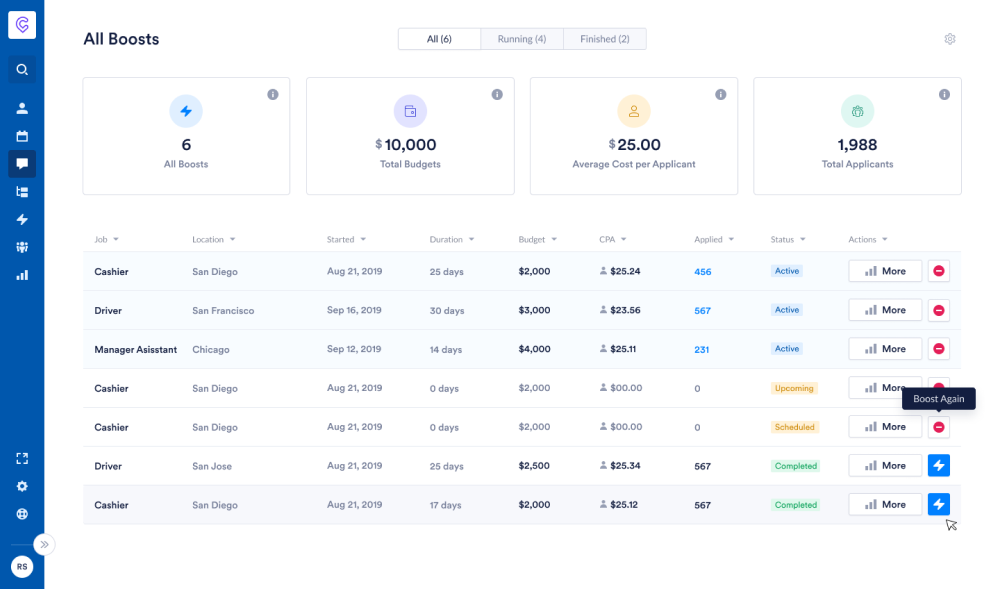 All Boosts
All (6) Running (4) Finished (2)
6
All Boosts
$ 10,000
Total Budgets
$ 25.00
Average Cost per Applicant
1,988
Total Applicants
Job Location Started Duration Budget CPA Applied Status Actions
Cashier San Diego Aug 21, 2019 25 days $2,000 $25.24 456 Active More
Driver San Francisco Sep 16, 2019 30 days $3,000 $23.56 567 Active More
Manager Asisstant Chicago Sep 12, 2019 14 days $4,000 $25.11 231 Active More
Cashier San Diego Aug 21, 2019 0 days $2,000 $00.00 0 Upcoming More
Boost Again
Cashier San Diego Aug 21, 2019 0 days $2,000 $00.00 0 Scheduled More
Driver San Jose Aug 21, 2019 25 days $2,500 $25.34 567 Completed More
Cashier San Diego Aug 21, 2019 17 days $2,000 $25.12 567 Completed More
RS